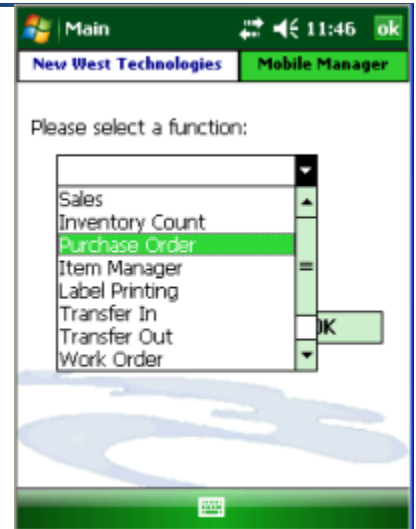 Main 11:46 ok
New West Technologies Mobile Manager
Please select a function:
Sales
Inventory Count
Purchase Order
Item Manager
Label Printing
Transfer In
Transfer Out
OK
Work Order